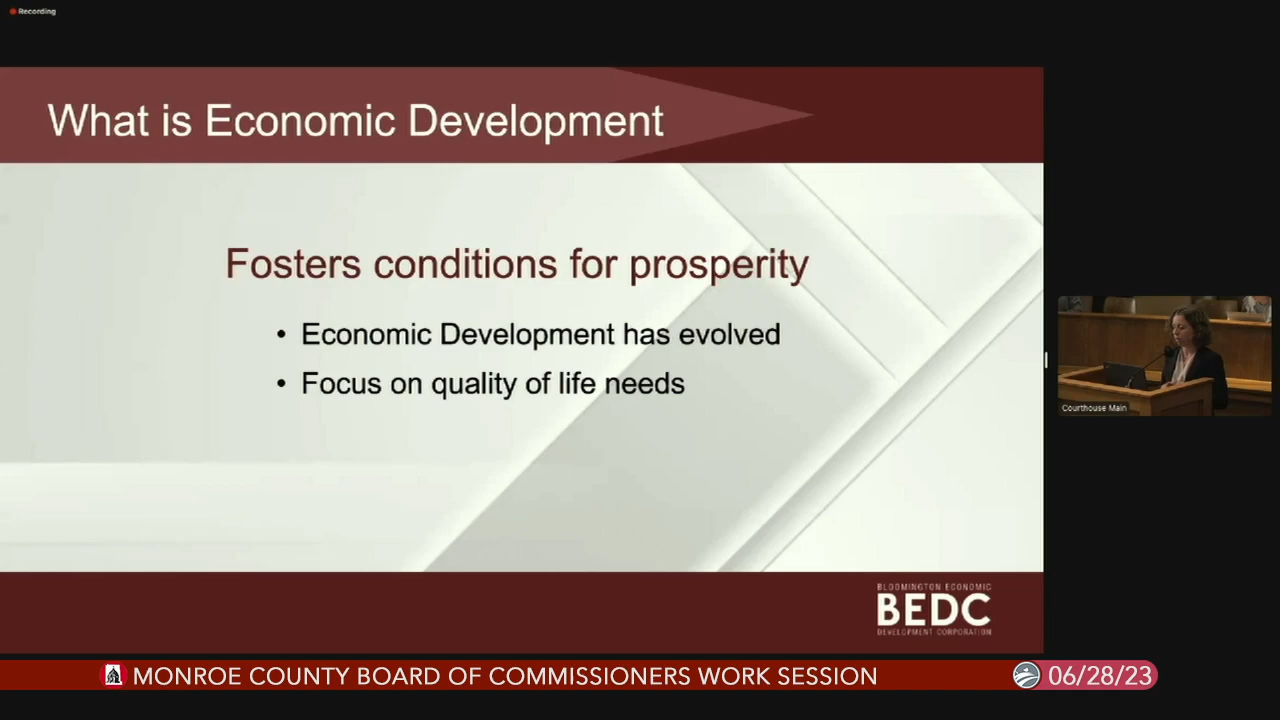 Recording
What is Economic Development
Fosters conditions for prosperity
• Economic Development has evolved
• Focus on quality of life needs
Courthouse Main
BLOOMINGTON ECONOMIC
BEDC
DEVELOPMENT CORPORATION
MONROE COUNTY BOARD OF COMMISSIONERS WORK SESSION
06/28/23